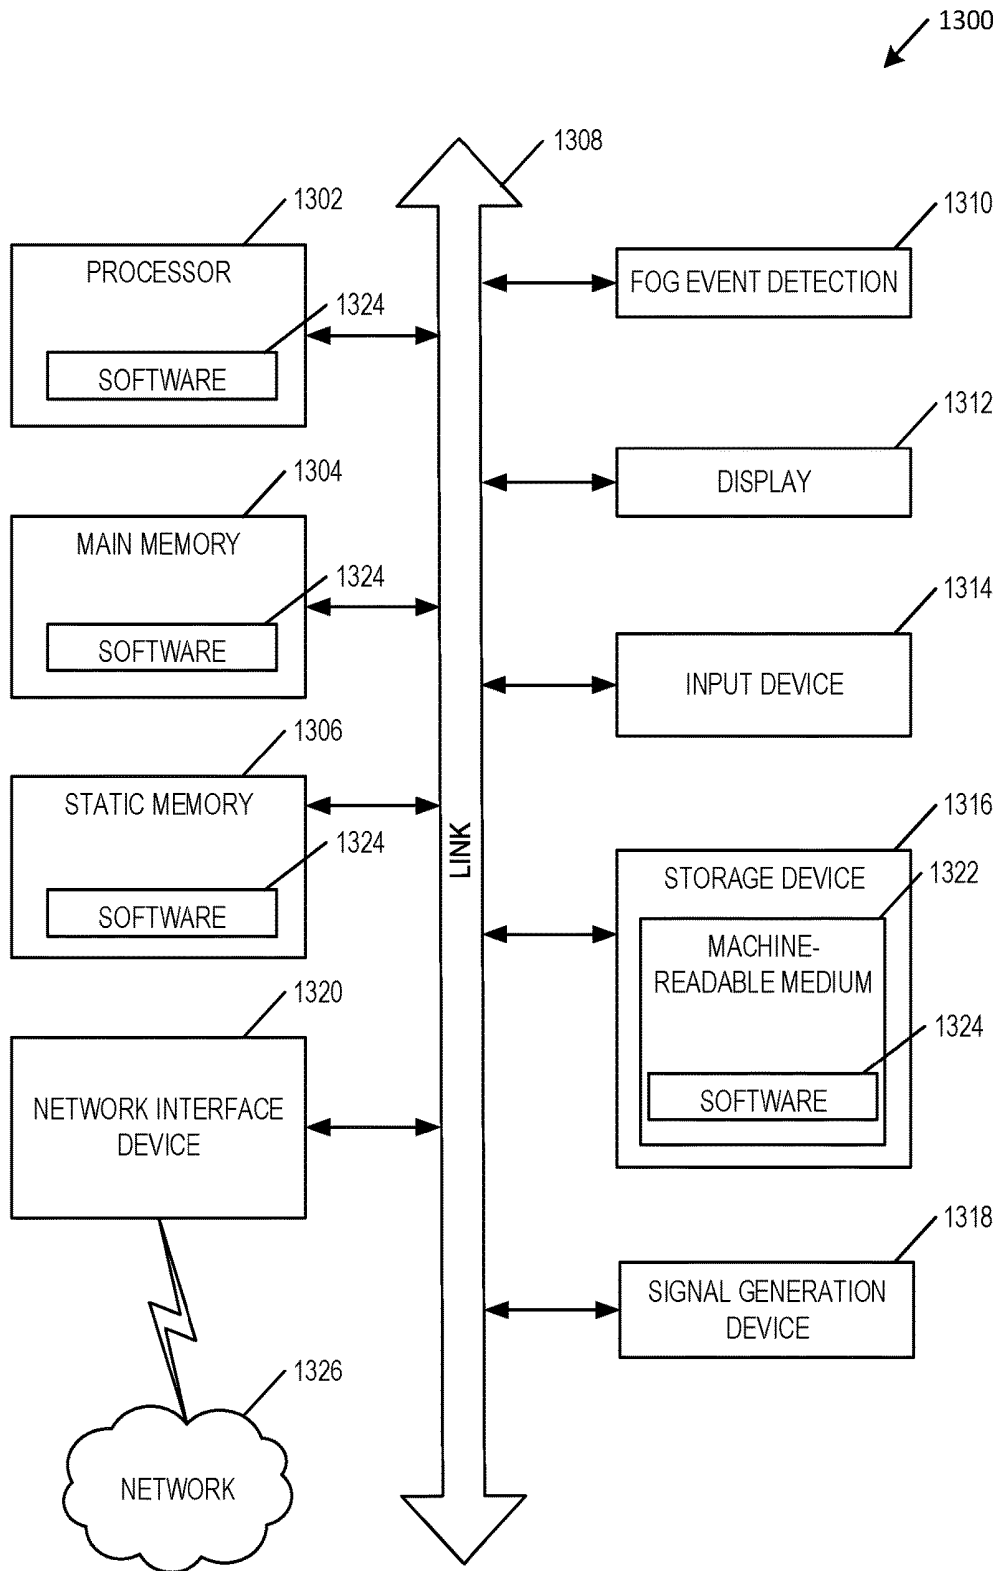 1300
1308
1302
PROCESSOR
1324
SOFTWARE
1304
MAIN MEMORY
1324
SOFTWARE
1306
STATIC MEMORY
1324
SOFTWARE
1320
NETWORK INTERFACE
DEVICE
1326
NETWORK
LINK
1310
FOG EVENT DETECTION
1312
DISPLAY
1314
INPUT DEVICE
1316
STORAGE DEVICE
1322
MACHINE-
READABLE MEDIUM
1324
SOFTWARE
1318
SIGNAL GENERATION
DEVICE